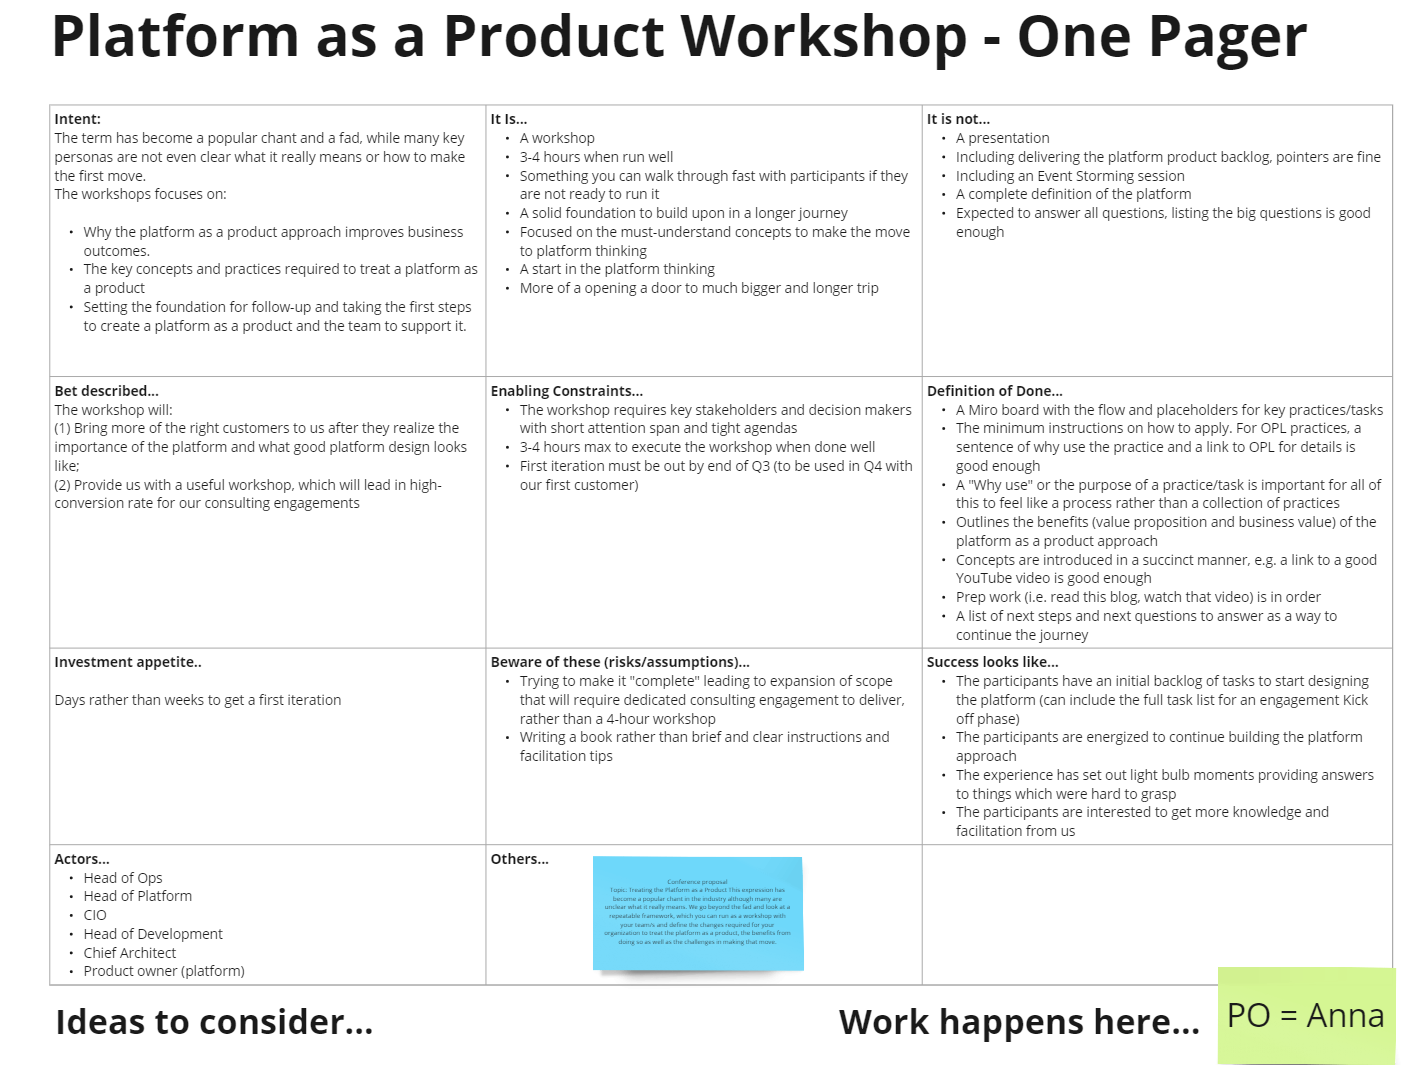 Platform as a Product Workshop - One Pager
Intent:
The term has become a popular chant and a fad, while many key
personas are not even clear what it really means or how to make
the first move.
The workshops focuses on:
• Why the platform as a product approach improves business
outcomes.
• The key concepts and practices required to treat a platform as
a product
• Setting the foundation for follow-up and taking the first steps
to create a platform as a product and the team to support it.
It Is...
• A workshop
• 3-4 hours when run well
• Something you can walk through fast with participants if they
are not ready to run it
• A solid foundation to build upon in a longer journey
• Focused on the must-understand concepts to make the move
to platform thinking
• A start in the platform thinking
• More of a opening a door to much bigger and longer trip
It is not...
• A presentation
• Including delivering the platform product backlog, pointers are fine
• Including an Event Storming session
• A complete definition of the platform
• Expected to answer all questions, listing the big questions is good
enough
Bet described...
The workshop will:
(1) Bring more of the right customers to us after they realize the
importance of the platform and what good platform design looks
like;
(2) Provide us with a useful workshop, which will lead in high-
conversion rate for our consulting engagements
Enabling Constraints...
• The workshop requires key stakeholders and decision makers
with short attention span and tight agendas
• 3-4 hours max to execute the workshop when done well
• First iteration must be out by end of Q3 (to be used in Q4 with
our first customer)
Definition of Done...
• A Miro board with the flow and placeholders for key practices/tasks
• The minimum instructions on how to apply. For OPL practices, a
sentence of why use the practice and a link to OPL for details is
good enough
• A "Why use" or the purpose of a practice/task is important for all of
this to feel like a process rather than a collection of practices
• Outlines the benefits (value proposition and business value) of the
platform as a product approach
• Concepts are introduced in a succinct manner, e.g. a link to a good
YouTube video is good enough
• Prep work (i.e. read this blog, watch that video) is in order
• A list of next steps and next questions to answer as a way to
continue the journey
Investment appetite..
Days rather than weeks to get a first iteration
Beware of these (risks/assumptions)...
• Trying to make it "complete" leading to expansion of scope
that will require dedicated consulting engagement to deliver,
rather than a 4-hour workshop
• Writing a book rather than brief and clear instructions and
facilitation tips
Success looks like...
• The participants have an initial backlog of tasks to start designing
the platform (can include the full task list for an engagement Kick
off phase)
• The participants are energized to continue building the platform
approach
• The experience has set out light bulb moments providing answers
to things which were hard to grasp
• The participants are interested to get more knowledge and
facilitation from us
Actors...
• Head of Ops
• Head of Platform
• CIO
• Head of Development
• Chief Architect
• Product owner (platform)
Others...
Conference proposal
Topic: Treating the Platform as a Product This expression has
become a popular chant in the industry although many are
unclear what it really means. We go beyond the fad and look at a
repeatable framework, which you can run as a workshop with
your team/s and define the changes required for your
organization to treat the platform as a product, the benefits from
doing so as well as the challenges in making that move.
Ideas to consider...
Work happens here...
PO = Anna